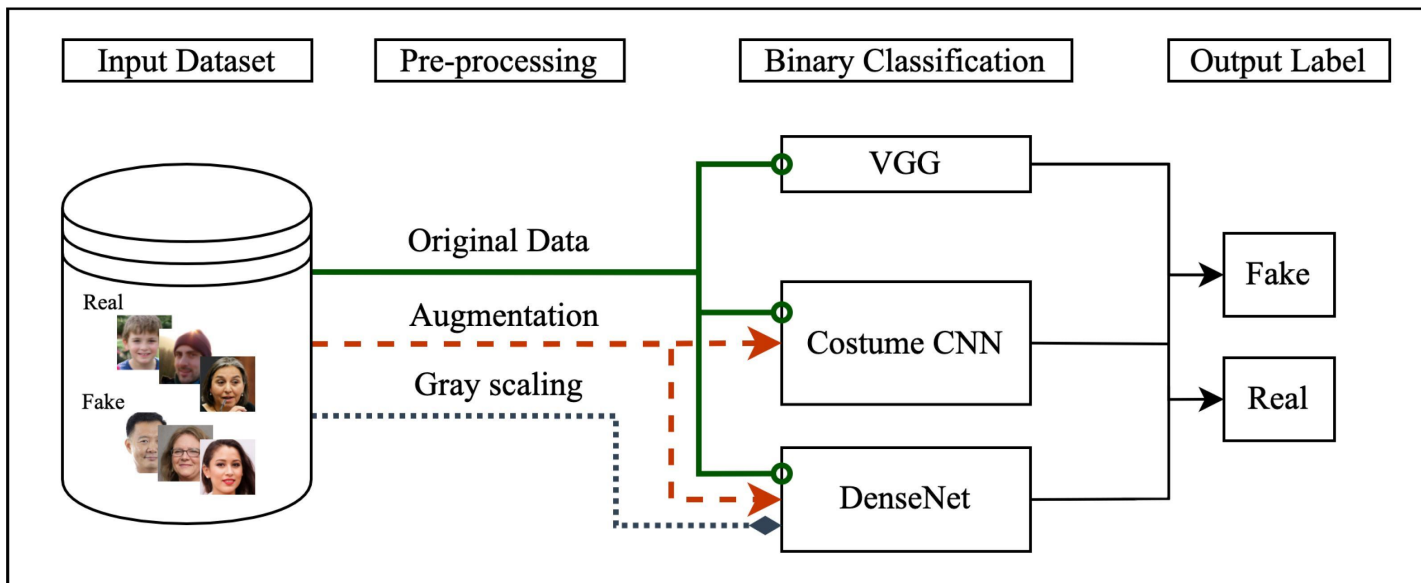 Input Dataset
Pre-processing
Binary Classification
Output Label
VGG
Original Data
Fake
Real
Augmentation
Costume CNN
Gray scaling
Real
Fake
DenseNet